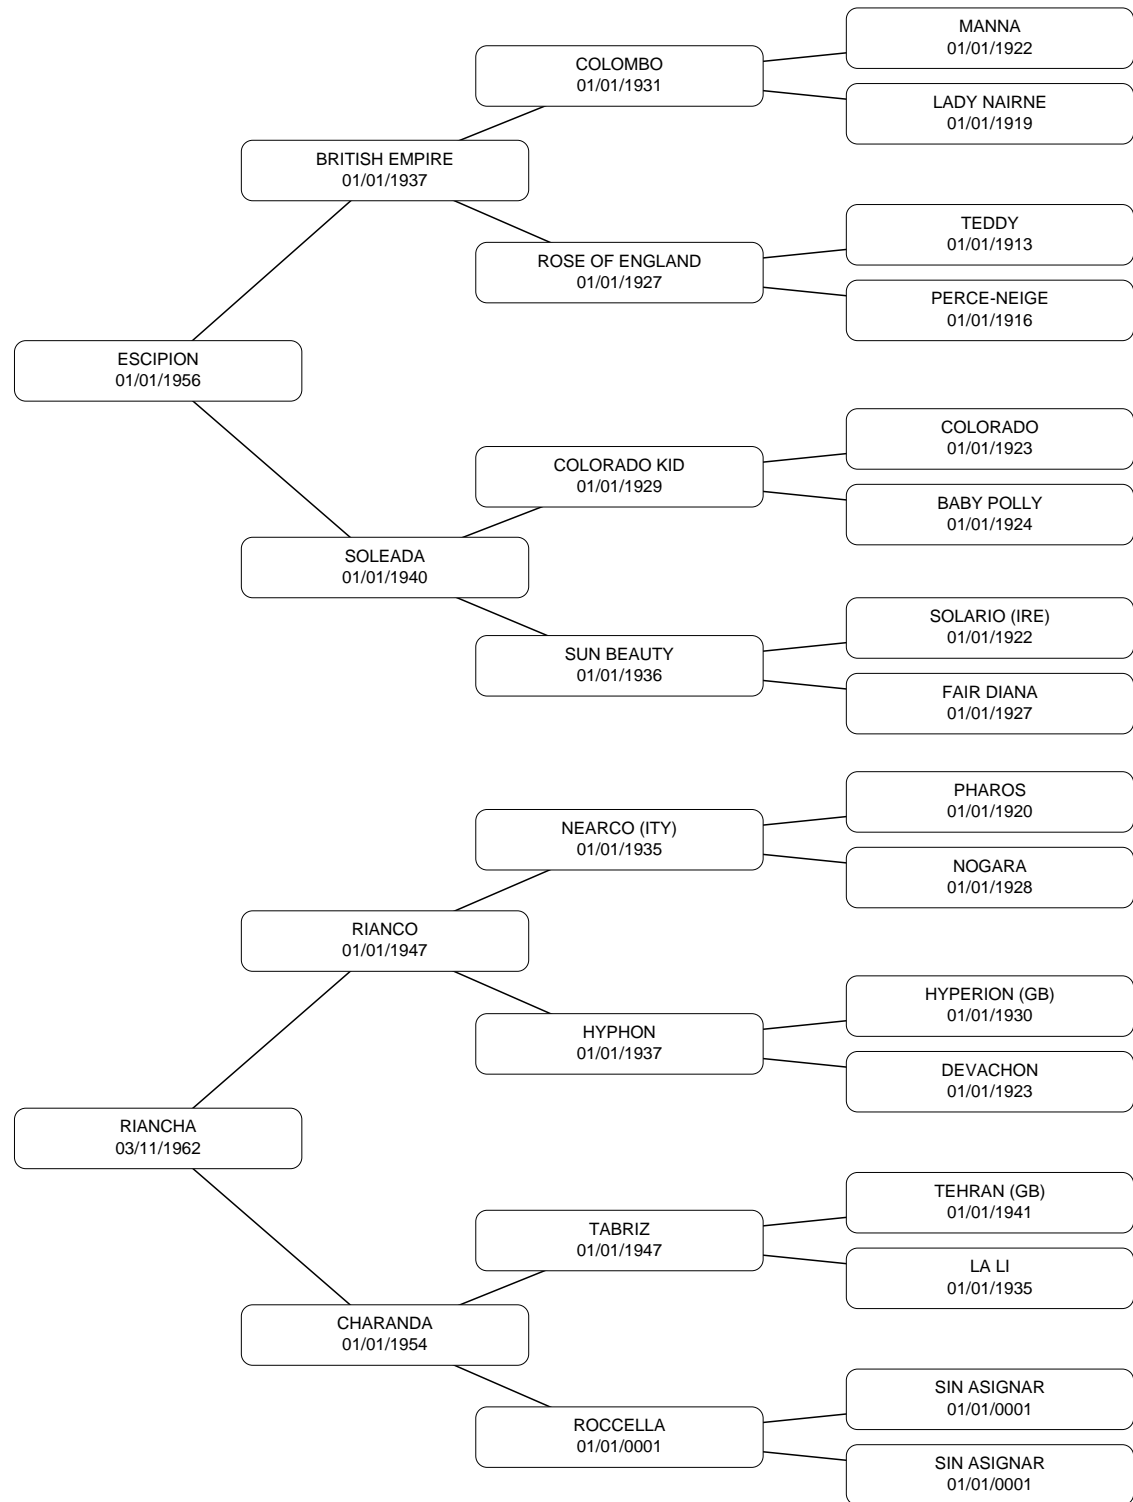 MANNA
01/01/1922
COLOMBO
01/01/1931
LADY NAIRNE
01/01/1919
BRITISH EMPIRE
01/01/1937
TEDDY
01/01/1913
ROSE OF ENGLAND
01/01/1927
PERCE-NEIGE
01/01/1916
ESCIPION
01/01/1956
COLORADO
01/01/1923
COLORADO KID
01/01/1929
BABY POLLY
01/01/1924
SOLEADA
01/01/1940
SOLARIO (IRE)
01/01/1922
SUN BEAUTY
01/01/1936
FAIR DIANA
01/01/1927
PHAROS
01/01/1920
NEARCO (ITY)
01/01/1935
NOGARA
01/01/1928
RIANCO
01/01/1947
HYPERION (GB)
01/01/1930
HYPHON
01/01/1937
DEVACHON
01/01/1923
RIANCHA
03/11/1962
TEHRAN (GB)
01/01/1941
TABRIZ
01/01/1947
LA LI
01/01/1935
CHARANDA
01/01/1954
SIN ASIGNAR
01/01/0001
ROCCELLA
01/01/0001
SIN ASIGNAR
01/01/0001